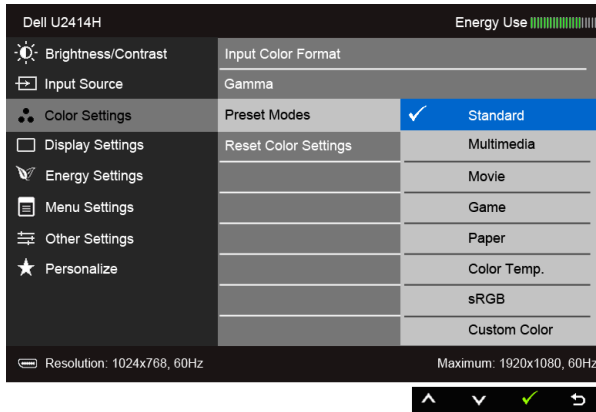 Dell U2414H Energy Use
Brightness/Contrast Input Color Format
Input Source Gamma
Color Settings Preset Modes Standard
Display Settings Reset Color Settings Multimedia
Energy Settings Movie
Menu Settings Game
Other Settings Paper
Personalize Color Temp.
sRGB
Custom Color
Resolution: 1024x768, 60Hz Maximum: 1920x1080, 60Hz